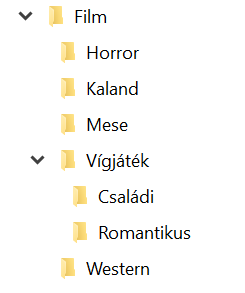 Film
Horror
Kaland
Mese
Vígjáték
Családi
Romantikus
Western